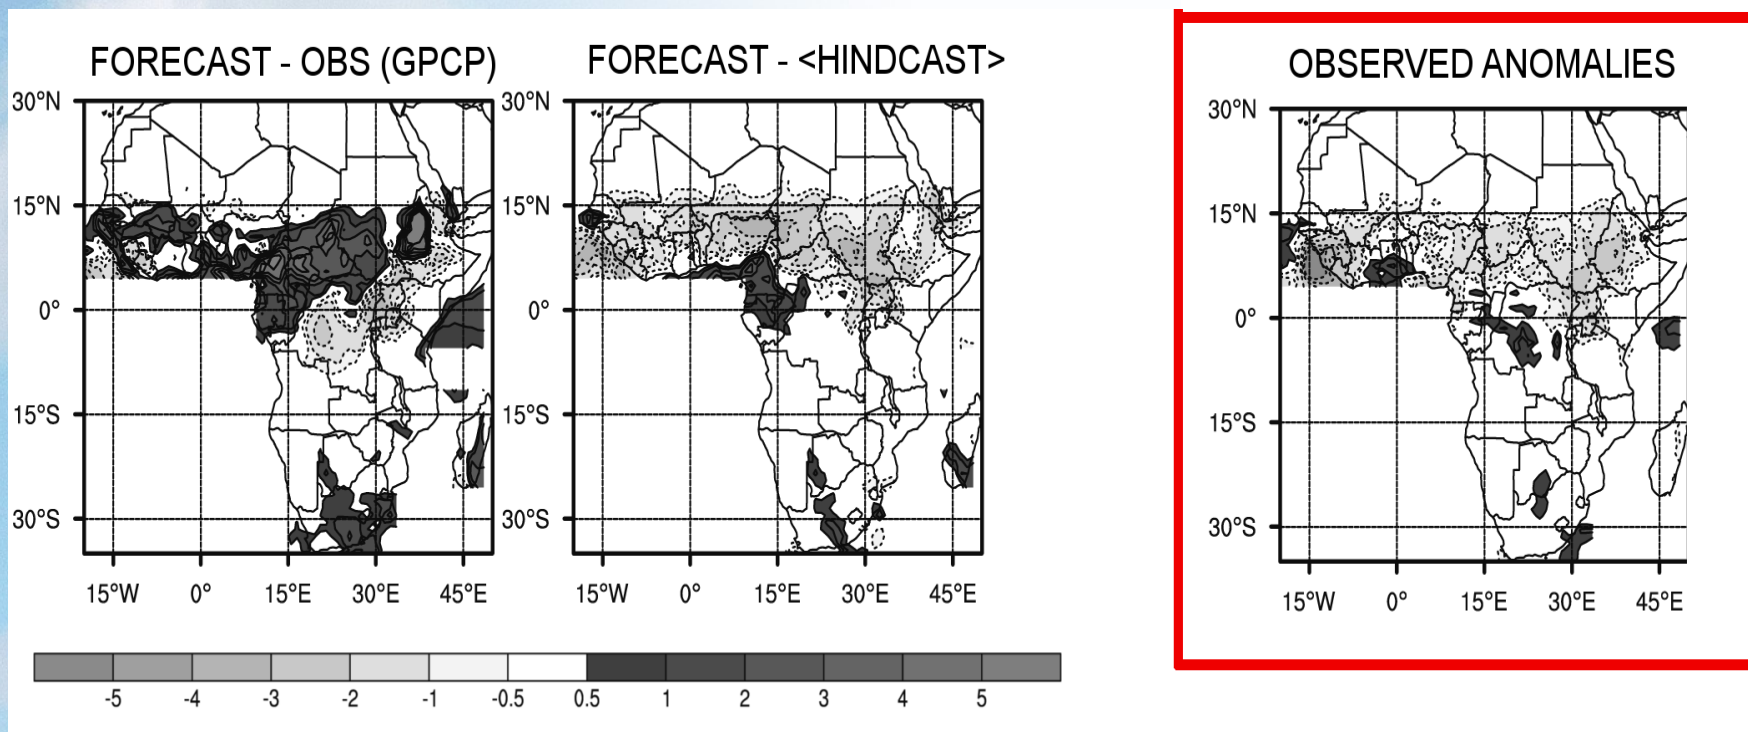 FORECAST - OBS (GPCP)
FORECAST - <HINDCAST>
OBSERVED ANOMALIES
30°N
15°N
0°
15°S
30°S
15°W 0° 15°E 30°E 45°E
30°N
15°N
0°
15°S
30°S
15°W 0° 15°E 30°E 45°E
30°N
15°N
0°
15°S
30°S
15°W 0° 15°E 30°E 45°E
-5 -4 -3 -2 -1 -0.5 0.5 1 2 3 4 5